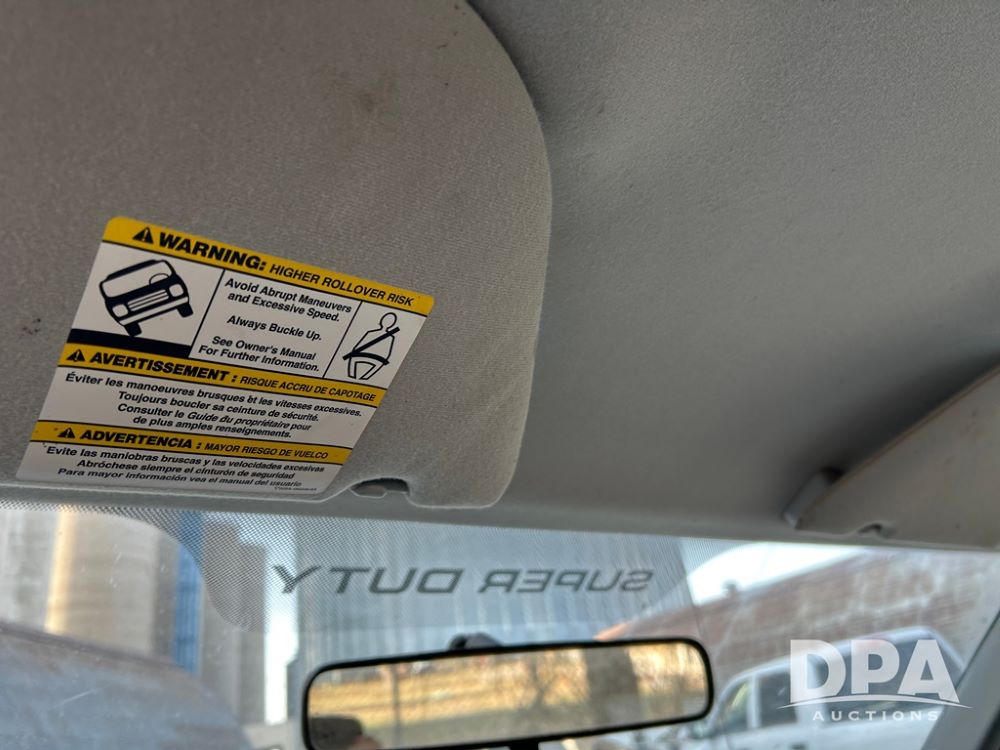 WARNING: HIGHER ROLLOVER RISK
Avoid Abrupt Maneuvers
and Excessive Speed.
Always Buckle Up.
See Owner's Manual
For Further Information.
AVERTISSEMENT : RISQUE ACCRU DE CAPOTAGE
Éviter les manoeuvres brusques et les vitesses excessives.
Toujours boucler sa ceinture de sécurité.
Consulter le Guide du propriétaire pour
de plus amples renseignements.
ADVERTENCIA : MAYOR RIESGO DE VUELCO
Evite las maniobras bruscas y las velocidades excesivas
Abróchese siempre el cinturón de seguridad
Para mayor información vea el manual del usuario
SUPER DUTY
DPA
AUCTIONS